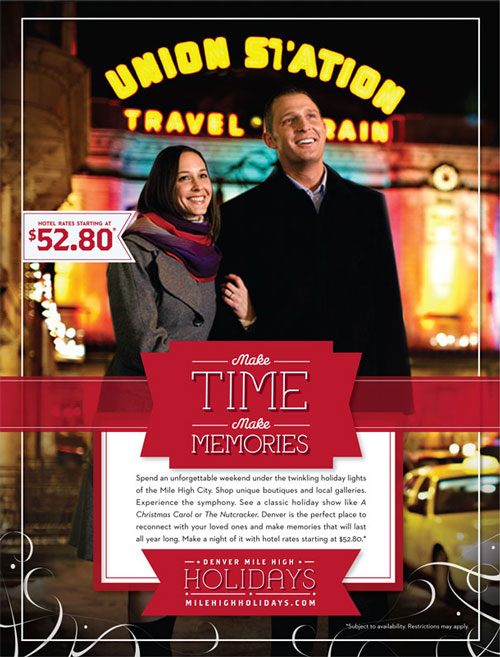 UNION STATION
TRAVEL · TRAIN
HOTEL RATES STARTING AT
$52.80*
Make
TIME
Make
MEMORIES
Spend an unforgettable weekend under the twinkling holiday lights
of the Mile High City. Shop unique boutiques and local galleries.
Experience the symphony. See a classic holiday show like A
Christmas Carol or The Nutcracker. Denver is the perfect place to
reconnect with your loved ones and make memories that will last
all year long. Make a night of it with hotel rates starting at $52.80.*
• DENVER MILE HIGH •
HOLIDAYS
• MILEHIGHHOLIDAYS.COM •
*Subject to availability. Restrictions may apply.